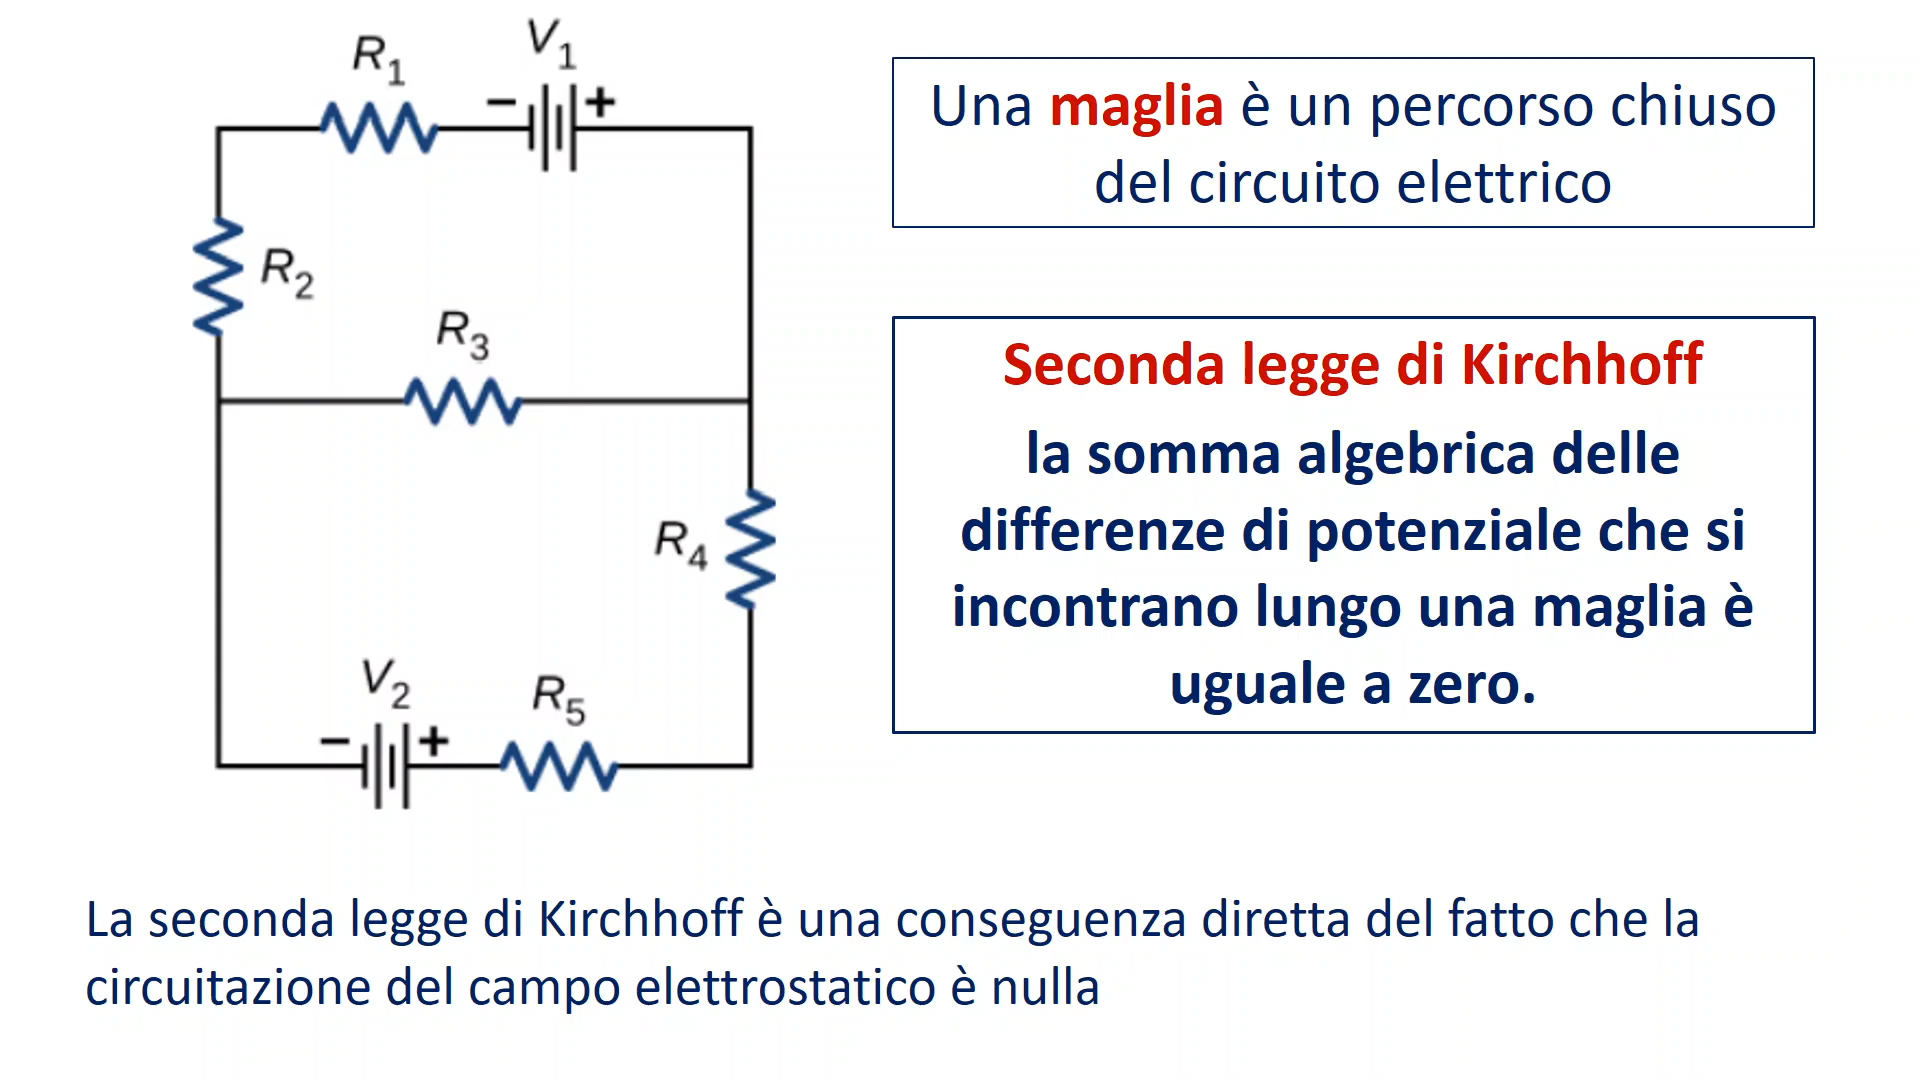 R1
V1
− +
R2
R3
R4
V2
− +
R5
Una maglia è un percorso chiuso
del circuito elettrico
Seconda legge di Kirchhoff
la somma algebrica delle
differenze di potenziale che si
incontrano lungo una maglia è
uguale a zero.
La seconda legge di Kirchhoff è una conseguenza diretta del fatto che la
circuitazione del campo elettrostatico è nulla